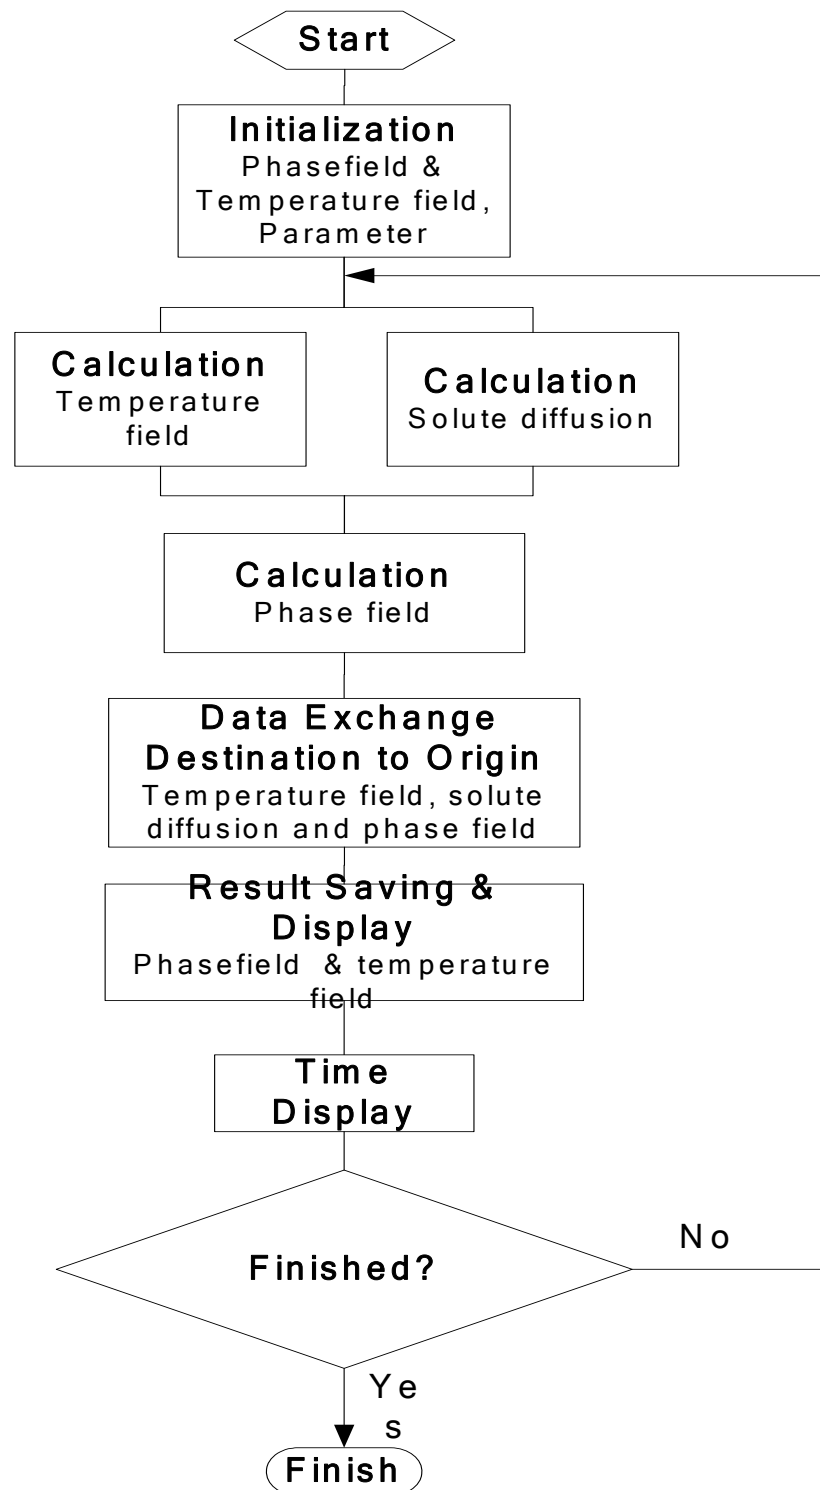 Start
Initialization
Phasefield &
Temperature field,
Parameter
Calculation
Temperature
field
Calculation
Solute diffusion
Calculation
Phase field
Data Exchange
Destination to Origin
Temperature field, solute
diffusion and phase field
Result Saving &
Display
Phasefield & temperature
field
Time
Display
Finished?
No
Ye
s
Finish